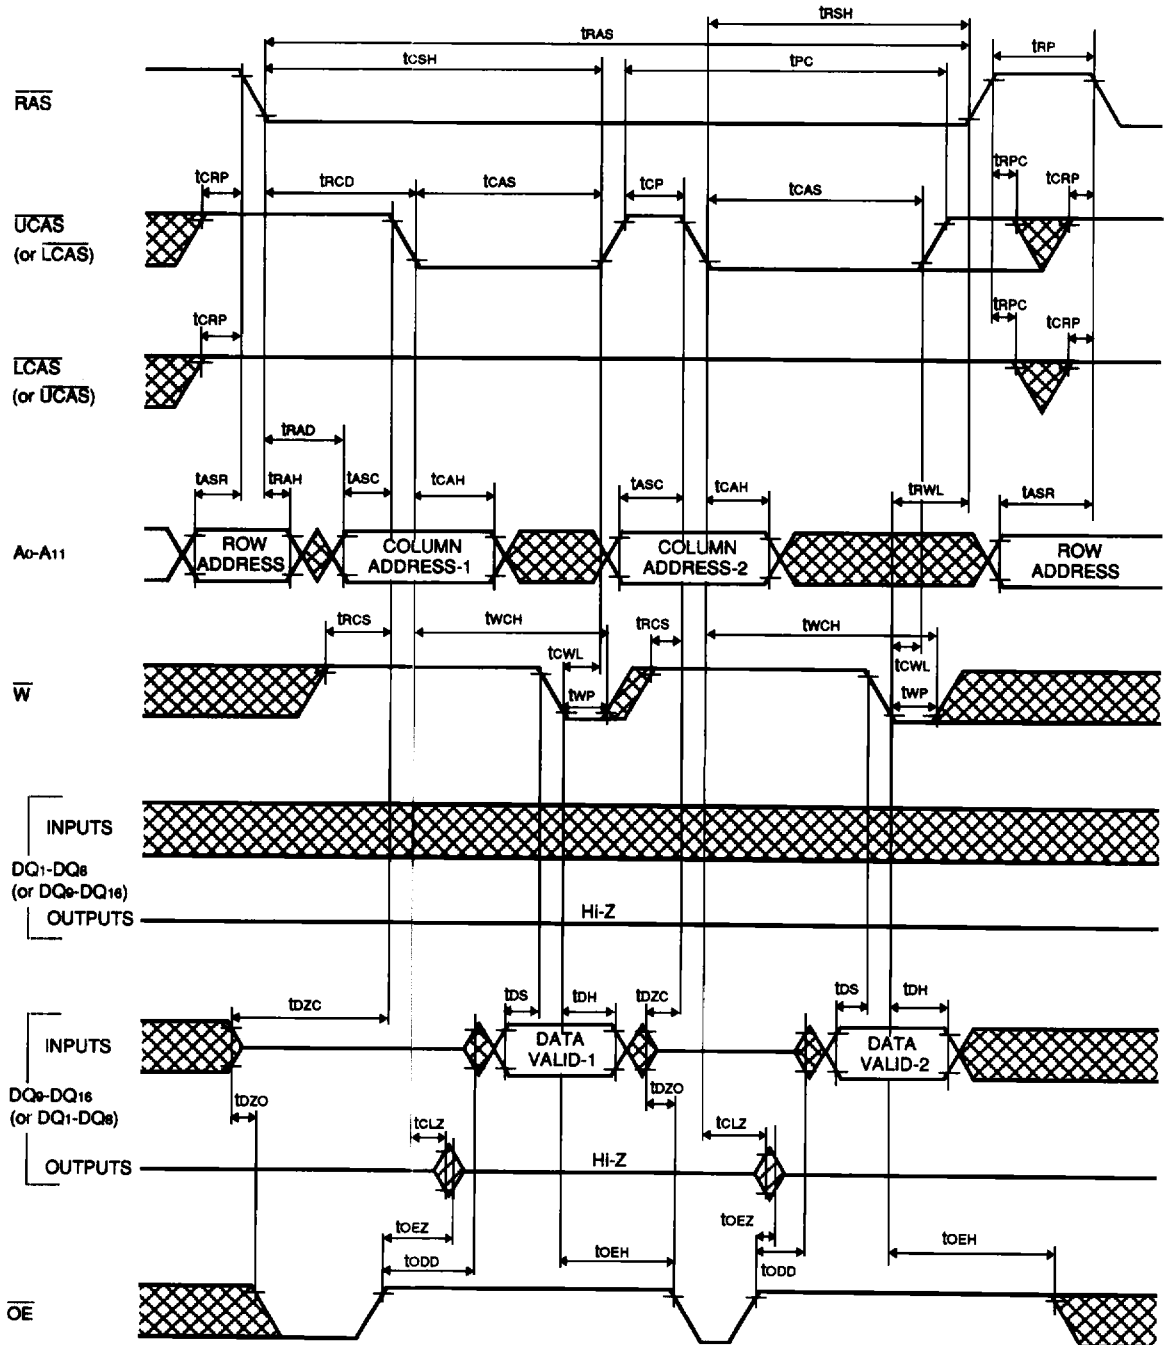 tRSH
tRAS
tRP
tCSH
tPC
RAS
tCRP
tRCD
tCAS
tCP
tCAS
tRPC
tCRP
UCAS
(or LCAS)
tCRP
tRPC
tCRP
LCAS
(or UCAS)
tRAD
tASR
tRAH
tASC
tCAH
tASC
tCAH
tRWL
tASR
A0-A11
ROW
ADDRESS
COLUMN
ADDRESS-1
COLUMN
ADDRESS-2
ROW
ADDRESS
tRCS
tWCH
tRCS
tWCH
tCWL
tCWL
W
tWP
tWP
INPUTS
DQ1-DQ8
(or DQ9-DQ16)
OUTPUTS
Hi-Z
tDZC
tDS
tDH
tDZC
tDS
tDH
INPUTS
DATA
VALID-1
DATA
VALID-2
DQ9-DQ16
(or DQ1-DQ8)
tDZO
tDZO
tCLZ
tCLZ
OUTPUTS
Hi-Z
tOEZ
tOEZ
tODD
tOEH
tODD
tOEH
OE